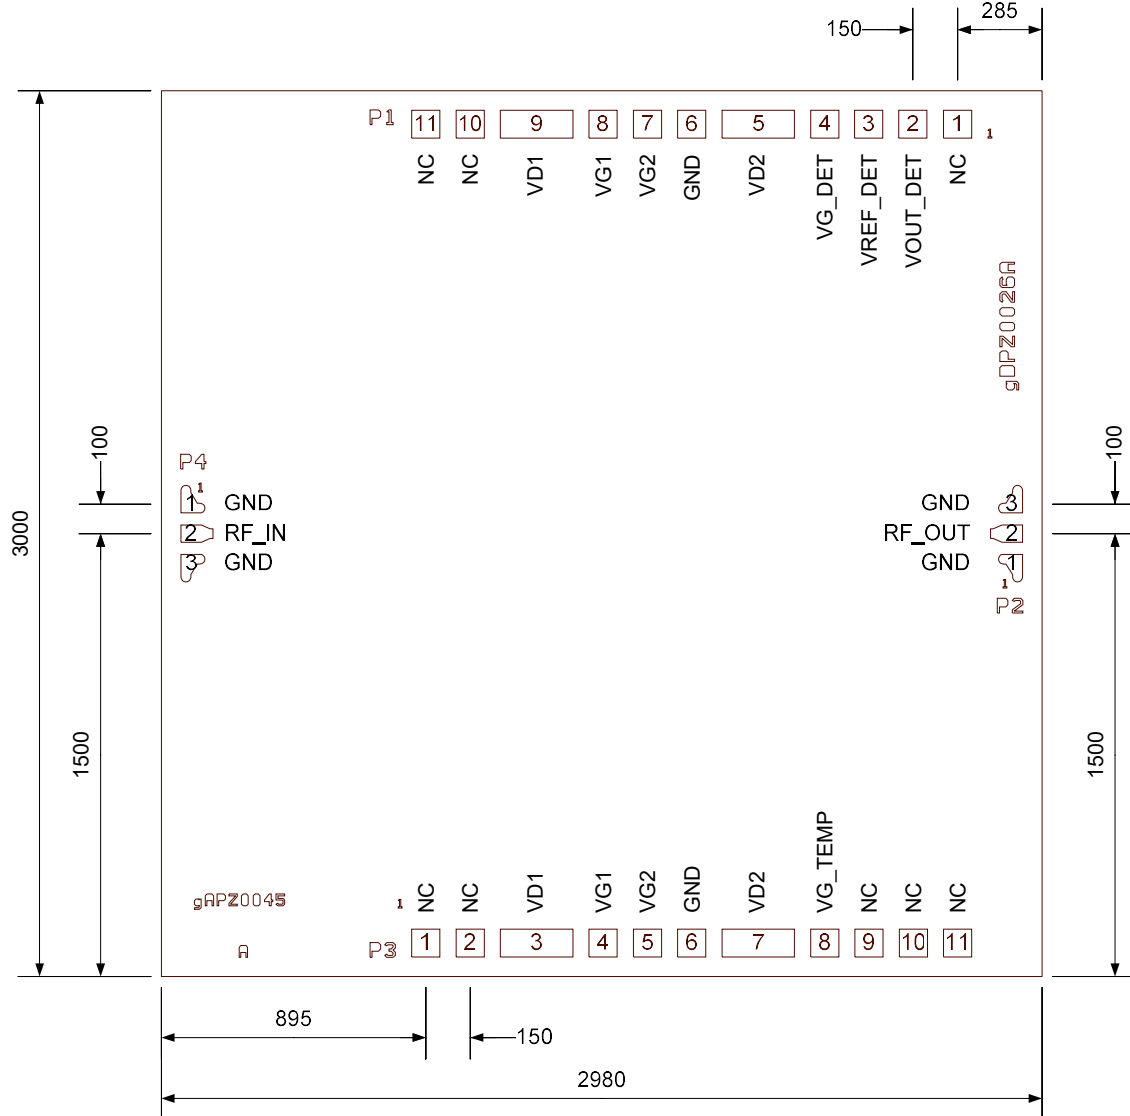 285
150
P1
11 10 9 8 7 6 5 4 3 2 1
1
NC NC VD1 VG1 VG2 GND VD2 VG_DET VREF_DET VOUT_DET NC
gDPZ0026A
100
100
P4
1
1 GND
GND 3
3000
2 RF_IN
RF_OUT 2
3 GND
GND 1
1
P2
1500
1500
gAPZ0045
1
NC NC VD1 VG1 VG2 GND VD2 VG_TEMP NC NC NC
A
P3
1 2 3 4 5 6 7 8 9 10 11
895
150
2980